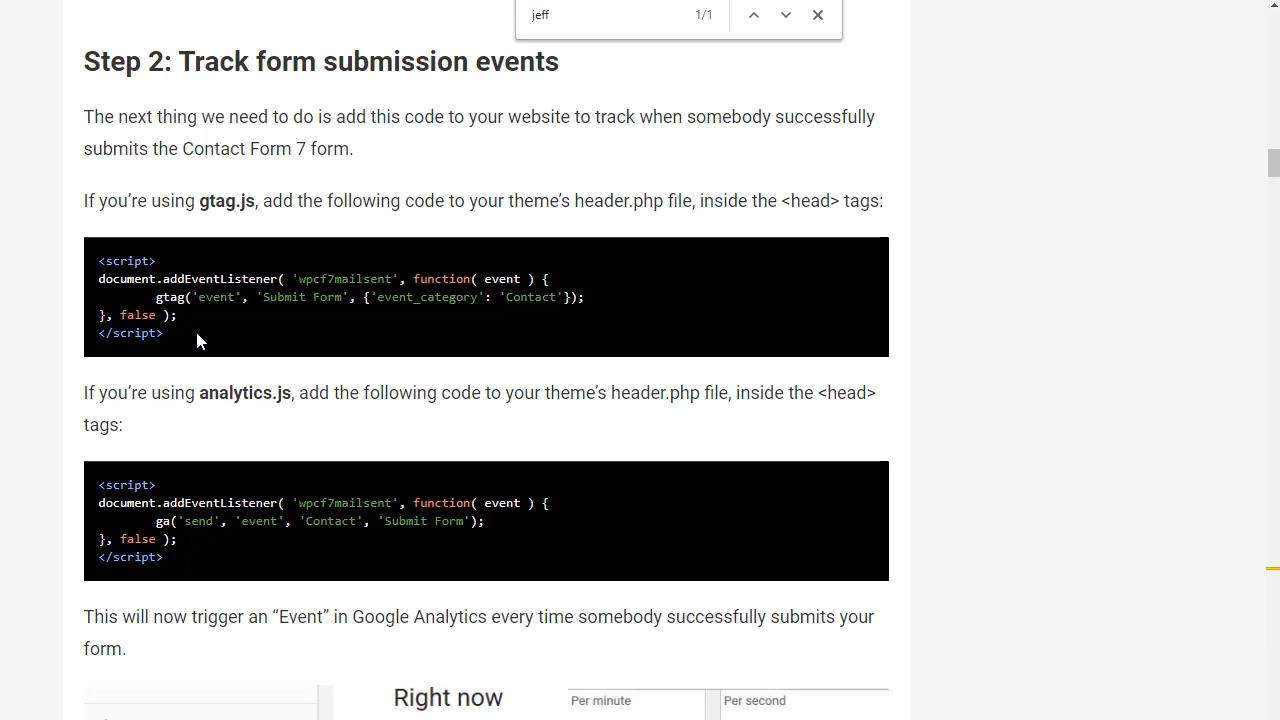 jeff 1/1
Step 2: Track form submission events
The next thing we need to do is add this code to your website to track when somebody successfully
submits the Contact Form 7 form.
If you’re using gtag.js, add the following code to your theme’s header.php file, inside the <head> tags:
<script>
document.addEventListener( 'wpcf7mailsent', function( event ) {
gtag('event', 'Submit Form', {'event_category': 'Contact'});
}, false );
</script>
If you’re using analytics.js, add the following code to your theme’s header.php file, inside the <head>
tags:
<script>
document.addEventListener( 'wpcf7mailsent', function( event ) {
ga('send', 'event', 'Contact', 'Submit Form');
}, false );
</script>
This will now trigger an “Event” in Google Analytics every time somebody successfully submits your
form.
Right now Per minute Per second